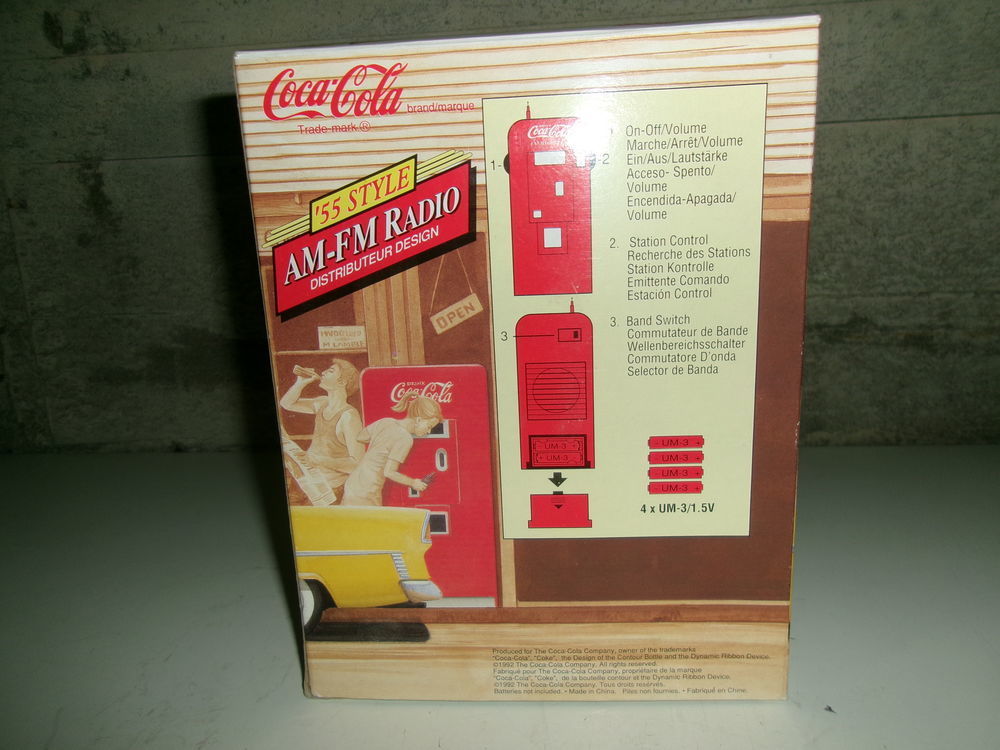 Coca-Cola brand/marque
Trade-mark ®
'55 STYLE
AM-FM RADIO
DISTRIBUTEUR DESIGN
OPEN
Coca-Cola
Coca-Cola
1-
-2
3
On-Off/Volume
Marche/Arrêt/Volume
Ein/Aus/Lautstärke
Acceso- Spento/
Volume
Encendida-Apagada/
Volume
2. Station Control
Recherche des Stations
Station Kontrolle
Emittente Comando
Estación Control
3. Band Switch
Commutateur de Bande
Wellenbereichsschalter
Commutatore D'onda
Selector de Banda
- UM-3 +
+ UM-3 -
- UM-3 +
- UM-3 +
- UM-3 +
- UM-3 +
4 x UM-3/1.5V
Produced for The Coca-Cola Company, owner of the trademarks
"Coca-Cola", "Coke", the Design of the Contour Bottle and the Dynamic Ribbon Device.
©1992 The Coca-Cola Company. All rights reserved.
Fabriqué pour The Coca-Cola Company, propriétaire de la marque
"Coca-Cola", "Coke", de la bouteille contour et the Dynamic Ribbon Device.
©1992 The Coca-Cola Company. Tous droits resérvés.
Batteries not included. • Made in China. Piles non fournies. • Fabriqué en Chine.